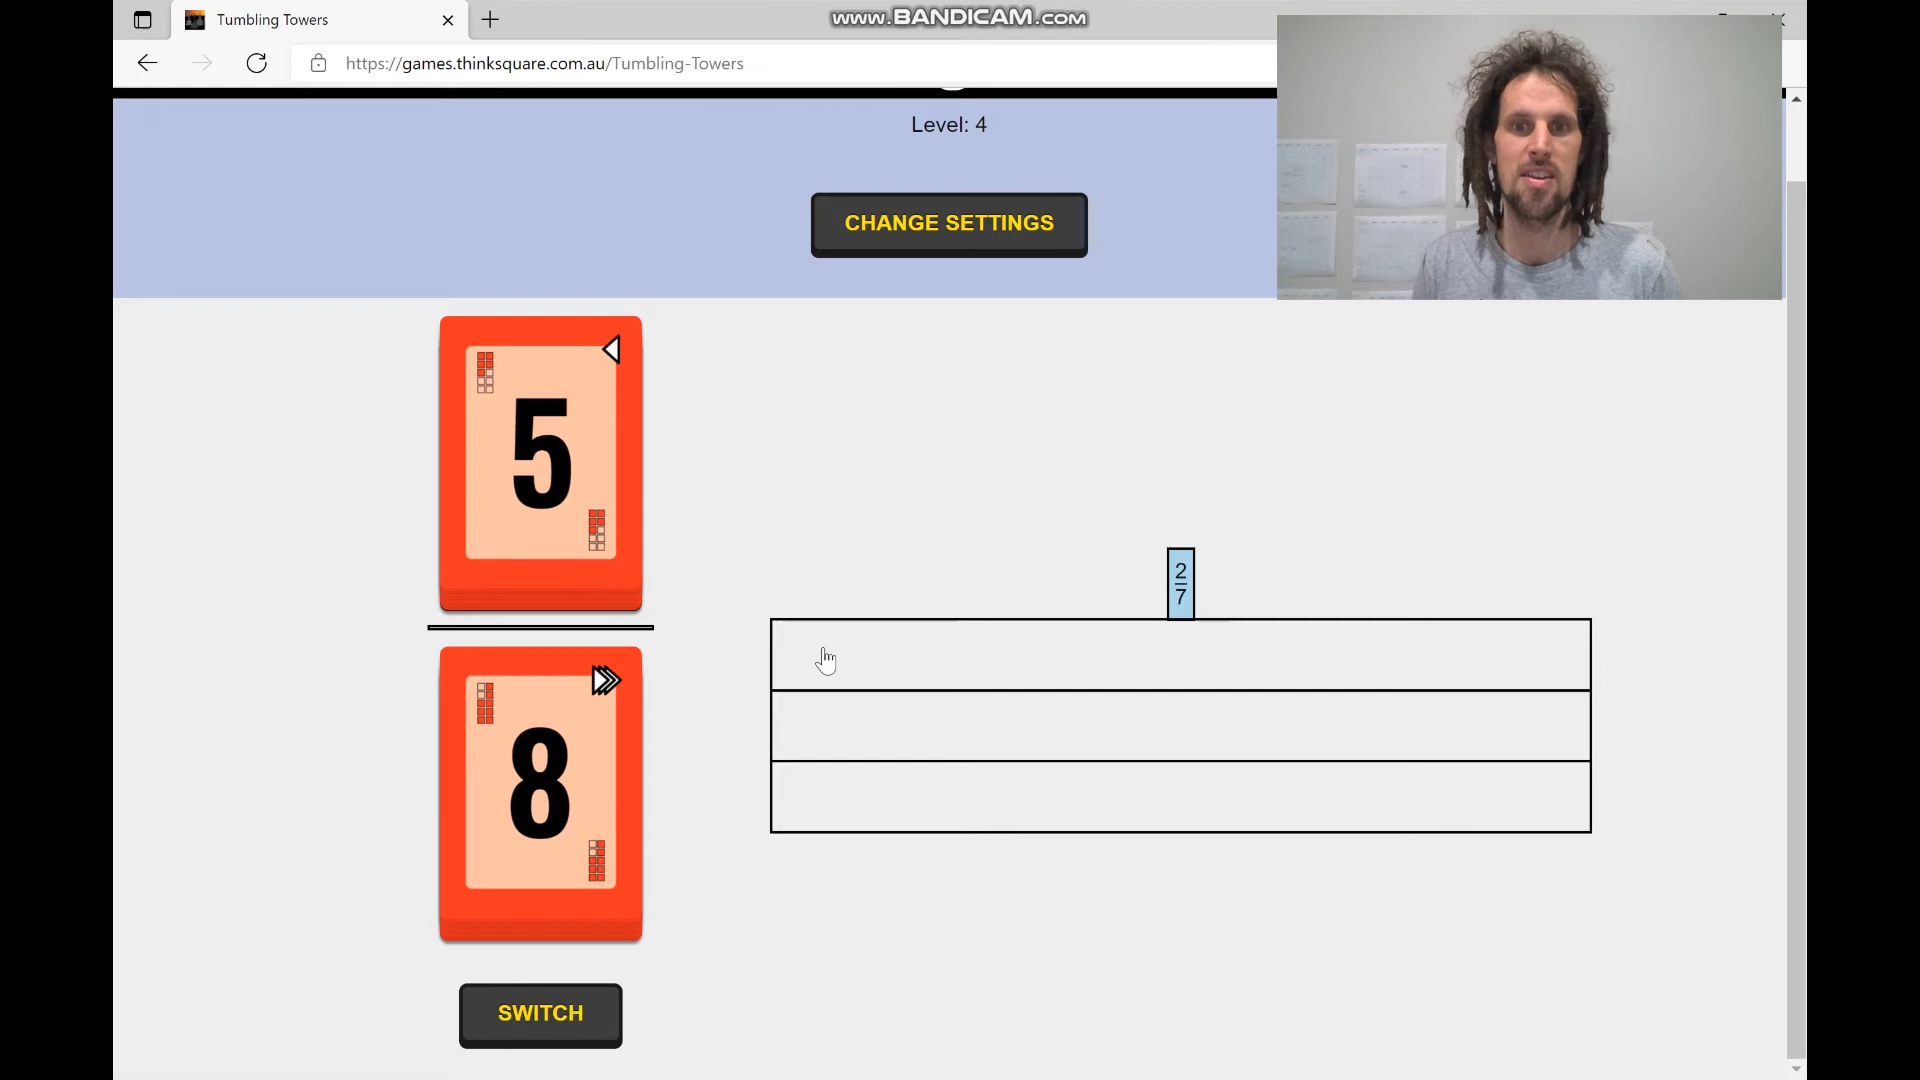 Tumbling Towers
www.BANDICAM.com
https://games.thinksquare.com.au/Tumbling-Towers
Level: 4
CHANGE SETTINGS
5
8
2
7
SWITCH